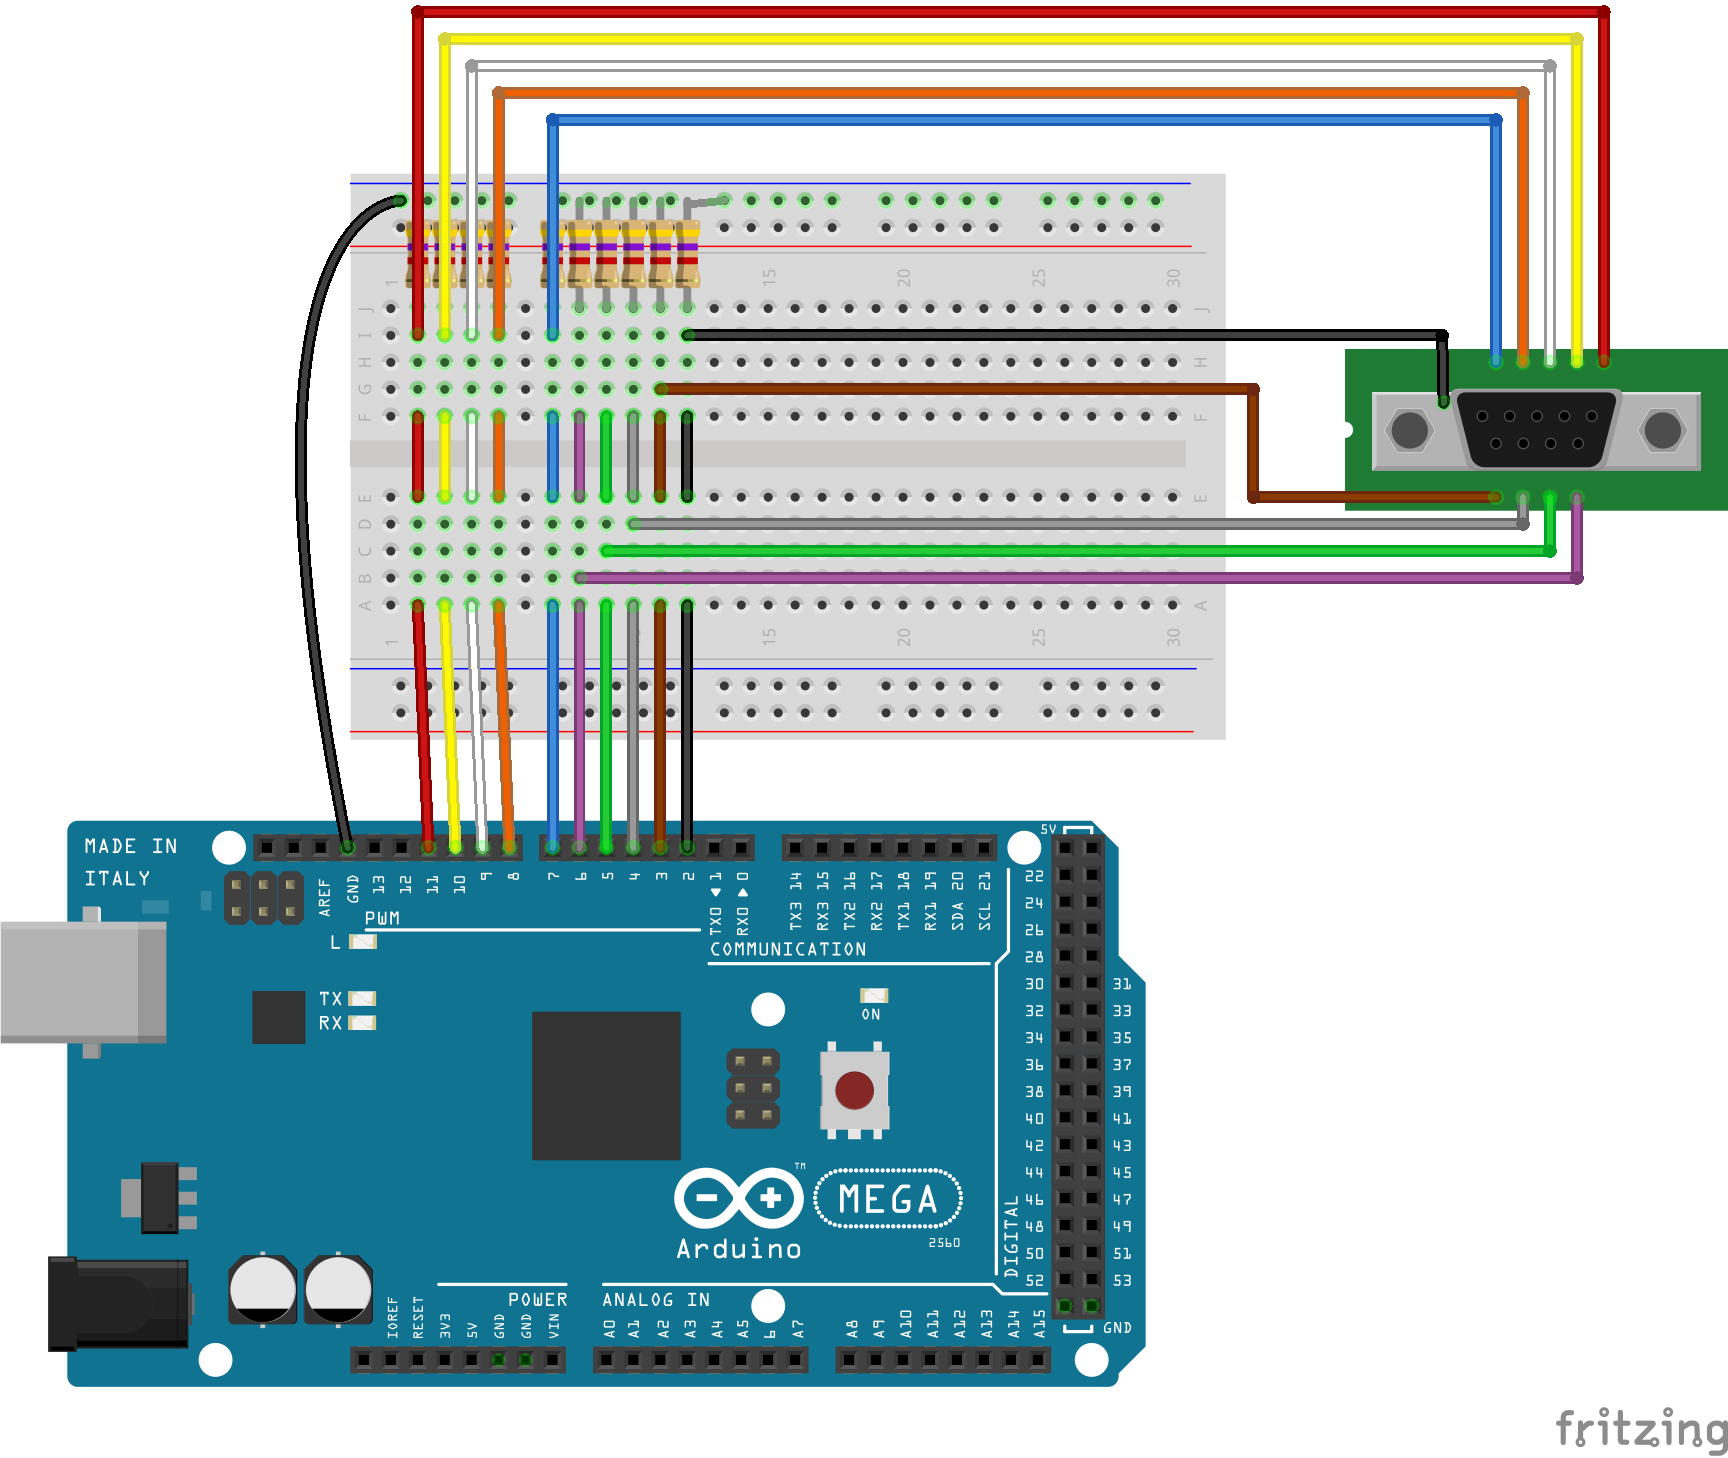 1 15 20 25 30
J J
I I
H H
G G
F F
E E
D D
C C
B B
A A
1 15 20 25 30
MADE IN
ITALY
AREF GND 13 12 11 10 9 8 7 6 5 4 3 2 TX0 1 RX0 0 TX3 14 RX3 15 TX2 16 RX2 17 TX1 18 RX1 19 SDA 20 SCL 21
5V
PWM
COMMUNICATION
L
TX
RX
ON
22
24
26
28
30 31
32 33
34 35
36 37
38 39
40 41
42 43
44 45
46 47
48 49
50 51
52 53
GND
DIGITAL
TM
MEGA
2560
Arduino
POWER ANALOG IN
IOREF RESET 3V3 5V GND GND VIN A0 A1 A2 A3 A4 A5 6 A7 A8 A9 A10 A11 A12 A13 A14 A15
fritzing